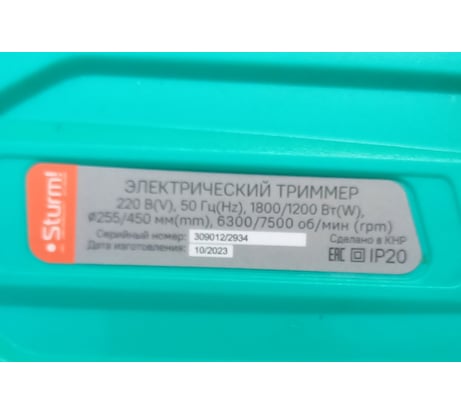 Sturm!
ЭЛЕКТРИЧЕСКИЙ ТРИММЕР
220 В(V), 50 Гц(Hz), 1800/1200 Вт(W),
Ø255/450 мм(mm), 6300/7500 об/мин (rpm)
Серийный номер: 309012/2934 Сделано в КНР
Дата изготовления: 10/2023 EAC IP20